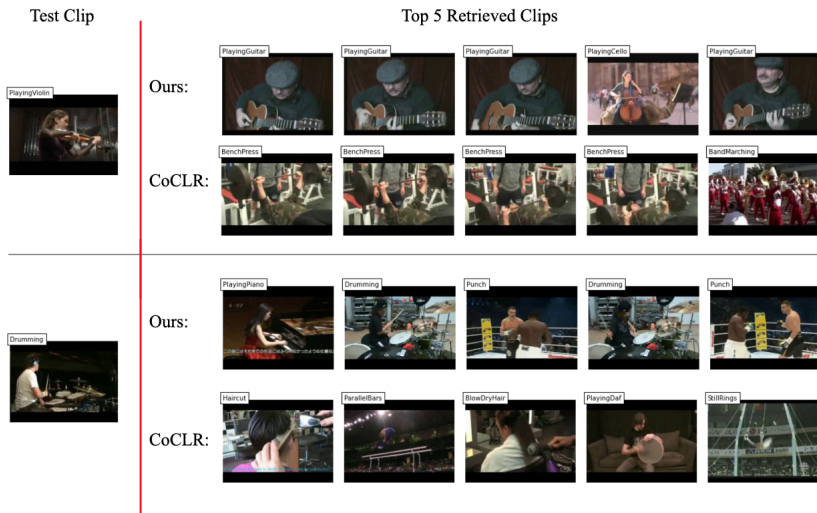 Test Clip
Top 5 Retrieved Clips
PlayingViolin
Ours:
PlayingGuitar
PlayingGuitar
PlayingGuitar
PlayingCello
PlayingGuitar
CoCLR:
BenchPress
BenchPress
BenchPress
BenchPress
BandMarching
Drumming
Ours:
PlayingPiano
Drumming
Punch
Drumming
Punch
CoCLR:
Haircut
ParallelBars
BlowDryHair
PlayingDaf
StillRings